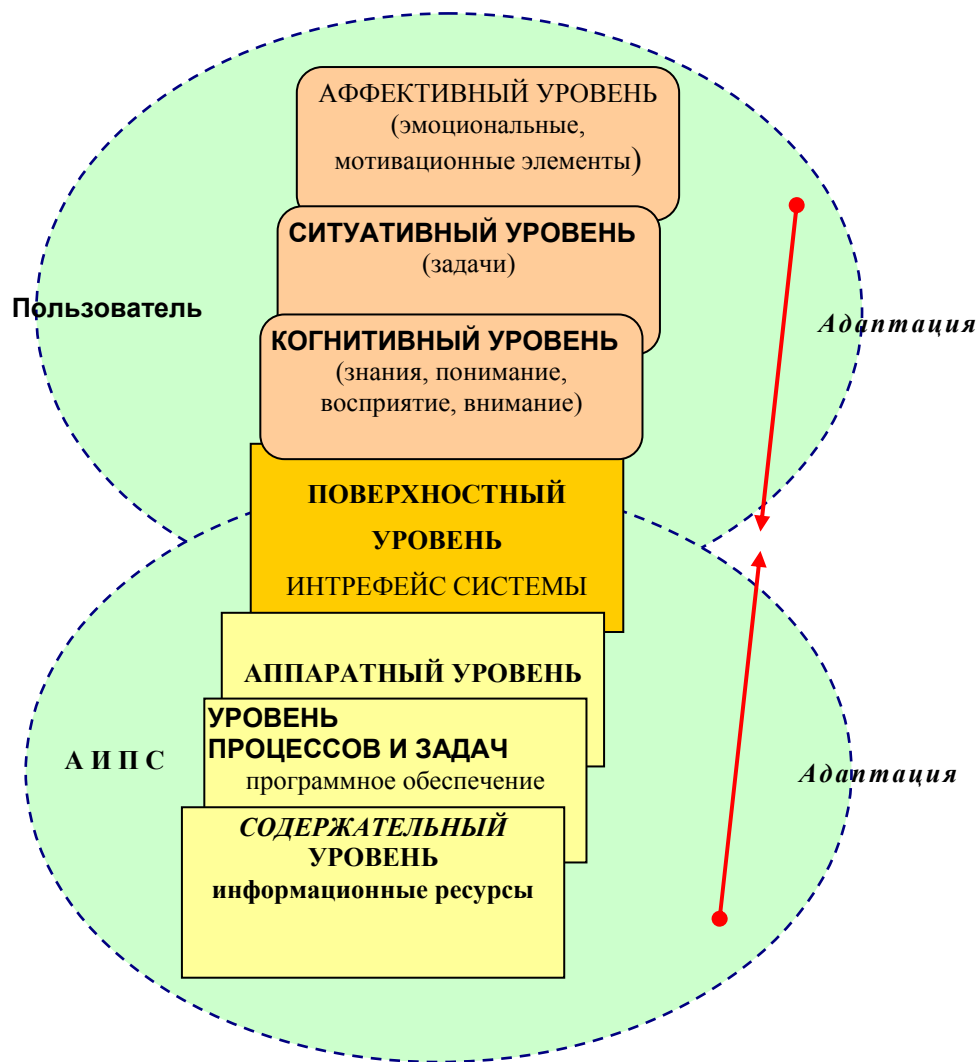 АФФЕКТИВНЫЙ УРОВЕНЬ
(эмоциональные,
мотивационные элементы)
СИТУАТИВНЫЙ УРОВЕНЬ
(задачи)
Пользователь
Адаптация
КОГНИТИВНЫЙ УРОВЕНЬ
(знания, понимание,
восприятие, внимание)
ПОВЕРХНОСТНЫЙ
УРОВЕНЬ
ИНТРЕФЕЙС СИСТЕМЫ
АППАРАТНЫЙ УРОВЕНЬ
УРОВЕНЬ
ПРОЦЕССОВ И ЗАДАЧ
программное обеспечение
А И П С
Адаптация
СОДЕРЖАТЕЛЬНЫЙ
УРОВЕНЬ
информационные ресурсы